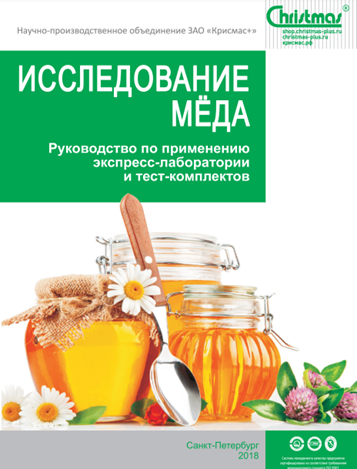 Научно-производственное объединение ЗАО «Крисмас+»
Christmas®
shop.christmas-plus.ru
christmas-plus.ru
крисмас.рф
ИССЛЕДОВАНИЕ
МЁДА
Руководство по применению
экспресс-лаборатории
и тест-комплектов
Санкт-Петербург
2018